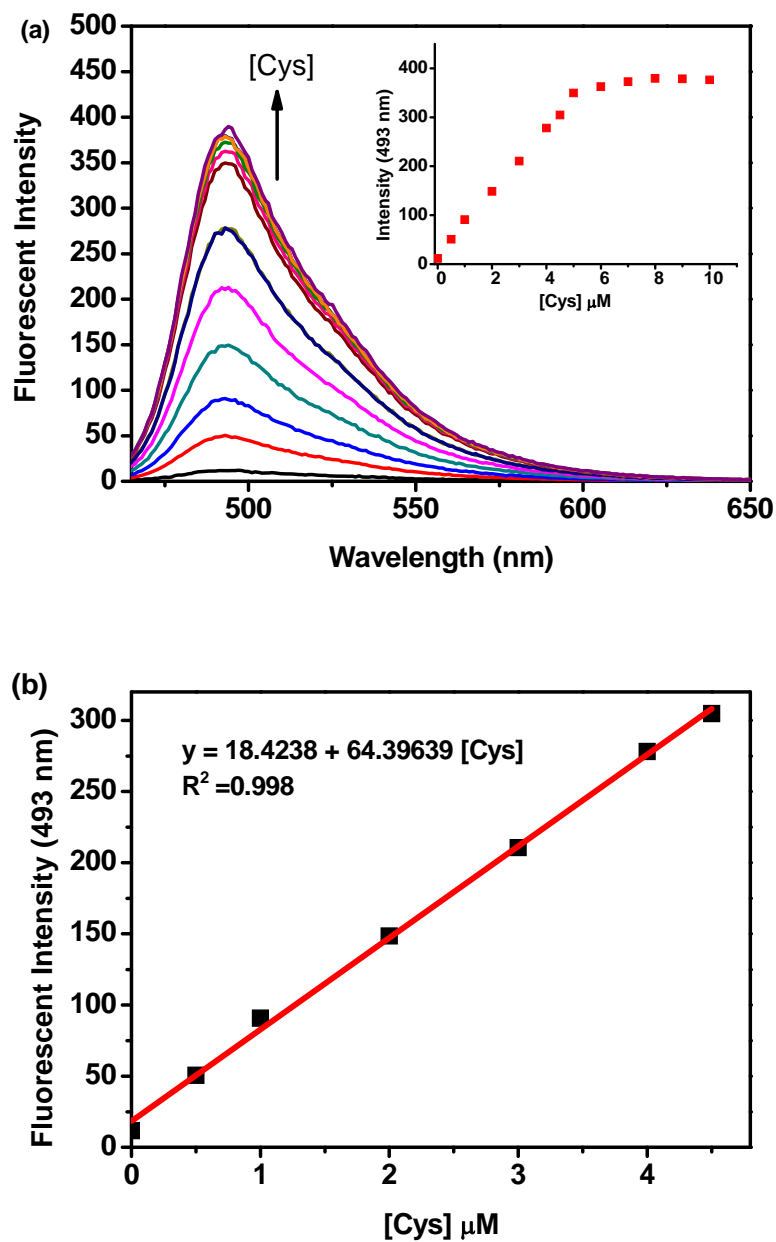 (a)
500
450
400
350
300
250
200
150
100
50
0
Fluorescent Intensity
[Cys]
400
300
200
100
0
Intensity (493 nm)
0 2 4 6 8 10
[Cys] μM
500 550 600 650
Wavelength (nm)
(b)
300
250
200
150
100
50
0
Fluorescent Intensity (493 nm)
y = 18.4238 + 64.39639 [Cys]
R² =0.998
0 1 2 3 4
[Cys] μM